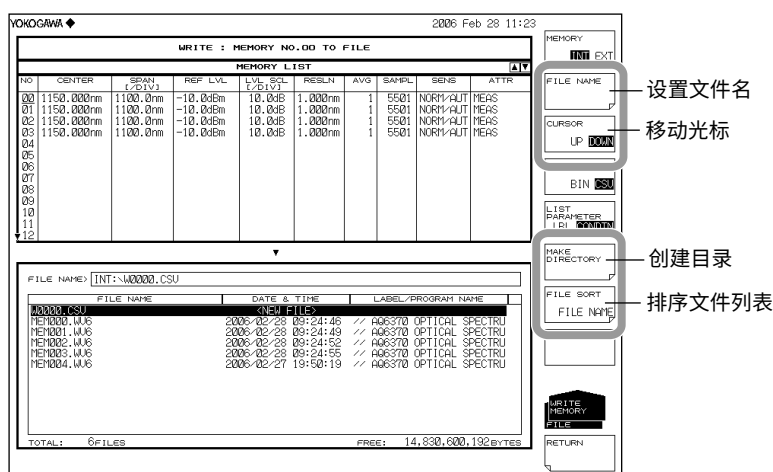 YOKOGAWA ◆ 2006 Feb 28 11:23
WRITE : MEMORY NO.00 TO FILE
MEMORY LIST
NO CENTER SPAN [/DIV] REF LVL LVL SCL [/DIV] RESLN AVG SAMPL SENS ATTR
00 1150.000nm 1100.0nm -10.0dBm 10.0dB 1.000nm 1 5501 NORM/AUT MEAS
01 1150.000nm 1100.0nm -10.0dBm 10.0dB 1.000nm 1 5501 NORM/AUT MEAS
02 1150.000nm 1100.0nm -10.0dBm 10.0dB 1.000nm 1 5501 NORM/AUT MEAS
03 1150.000nm 1100.0nm -10.0dBm 10.0dB 1.000nm 1 5501 NORM/AUT MEAS
04
05
06
07
08
09
10
11
12
FILE NAME> INT:\W0000.CSV
FILE NAME DATE & TIME LABEL/PROGRAM NAME
W0000.CSV <NEW FILE>
MEM000.WV6 2006/02/28 09:24:46 // AQ6370 OPTICAL SPECTRU
MEM001.WV6 2006/02/28 09:24:49 // AQ6370 OPTICAL SPECTRU
MEM002.WV6 2006/02/28 09:24:52 // AQ6370 OPTICAL SPECTRU
MEM003.WV6 2006/02/28 09:24:55 // AQ6370 OPTICAL SPECTRU
MEM004.WV6 2006/02/27 19:50:19 // AQ6370 OPTICAL SPECTRU
TOTAL: 6FILES FREE: 14,830,600,192BYTES
MEMORY
INT EXT
FILE NAME
设置文件名
CURSOR
UP DOWN
移动光标
BIN CSV
LIST
PARAMETER
LBL CONDTN
MAKE
DIRECTORY
创建目录
FILE SORT
FILE NAME
排序文件列表
WRITE
MEMORY
FILE
RETURN